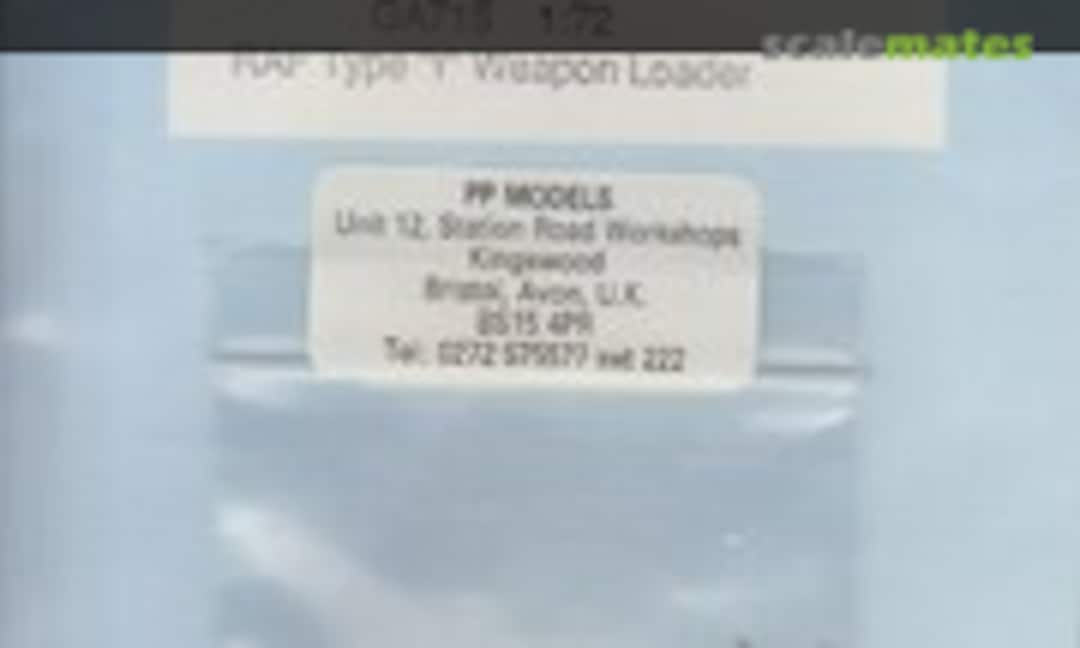 GA715 1:72
scalemates
RAF Type 'Y' Weapon Loader
PP MODELS
Unit 12, Station Road Workshops
Kingswood
Bristol, Avon, U.K.
BS15 4PR
Tel: 0272 575577 ext 222